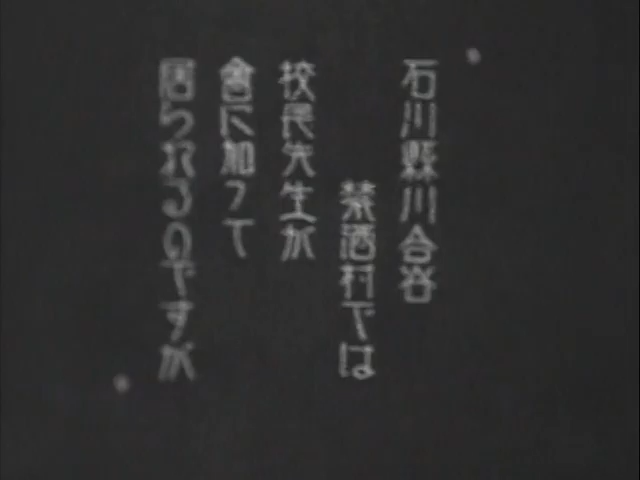 石川縣川合谷
禁酒村では
校長先生が
會に加って
居られるのですが